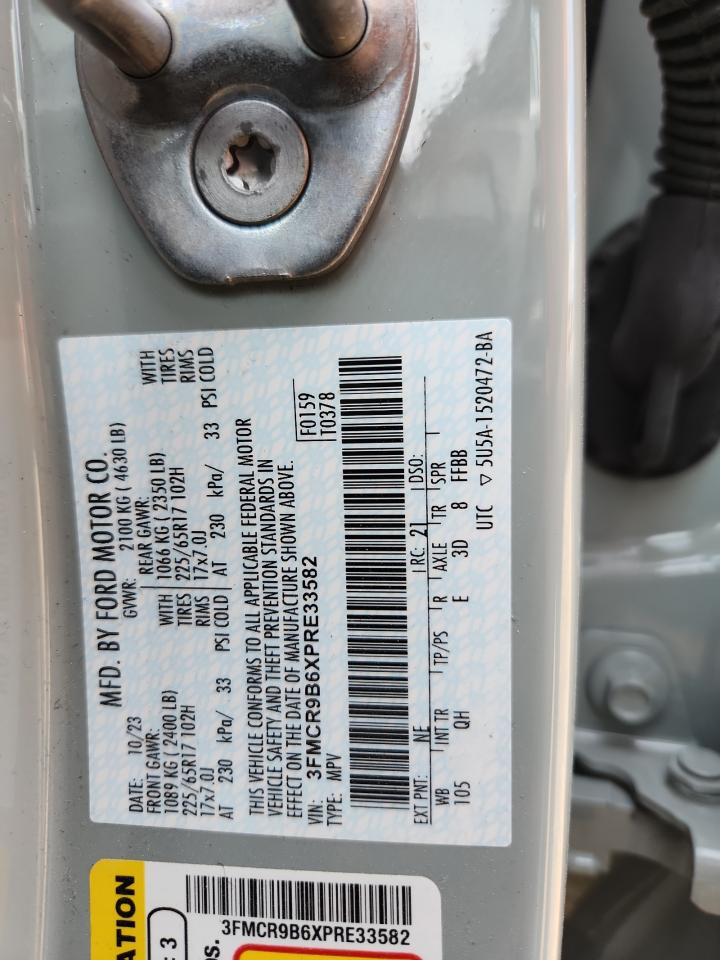 MFD. BY FORD MOTOR CO.
DATE: 10/23 GVWR: 2100 KG ( 4630 LB)
FRONT GAWR: REAR GAWR:
1089 KG ( 2400 LB) WITH 1066 KG ( 2350 LB) WITH
225/65R17 102H TIRES 225/65R17 102H TIRES
17x7.0J RIMS 17x7.0J RIMS
AT 230 kPa/ 33 PSI COLD AT 230 kPa/ 33 PSI COLD
THIS VEHICLE CONFORMS TO ALL APPLICABLE FEDERAL MOTOR
VEHICLE SAFETY AND THEFT PREVENTION STANDARDS IN
EFFECT ON THE DATE OF MANUFACTURE SHOWN ABOVE.
VIN: 3FMCR9B6XPRE33582 F0159
TYPE: MPV T0378
EXT PNT: NE RC: 21 DSO:
WB INT TR TP/PS R AXLE TR SPR
105 QH E 3D 8 FFBB
UTC ▽ 5U5A-1520472-BA
ATION
3FMCR9B6XPRE33582
: 3
os.